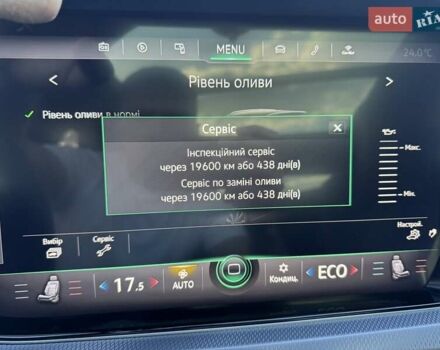 auto RIA
MENU
24.0°C
Рівень оливи
Рівень оливи в нормі
Сервіс
Інспекційний сервіс
через 19600 км або 438 дні(в)
Сервіс по заміні оливи
через 19600 км або 438 дні(в)
Макс.
Мін.
Вибір
Сервіс
Настрой.
17.5
AUTO
Кондиц.
ECO